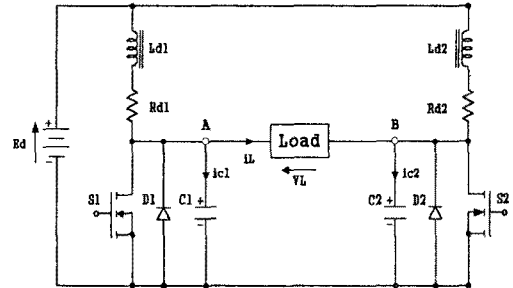 Ld1
Ld2
Rd1
Rd2
A
B
Ed
+
-
iL
Load
VL
ic1
ic2
S1
D1
C1
+
-
C2
+
-
D2
S2